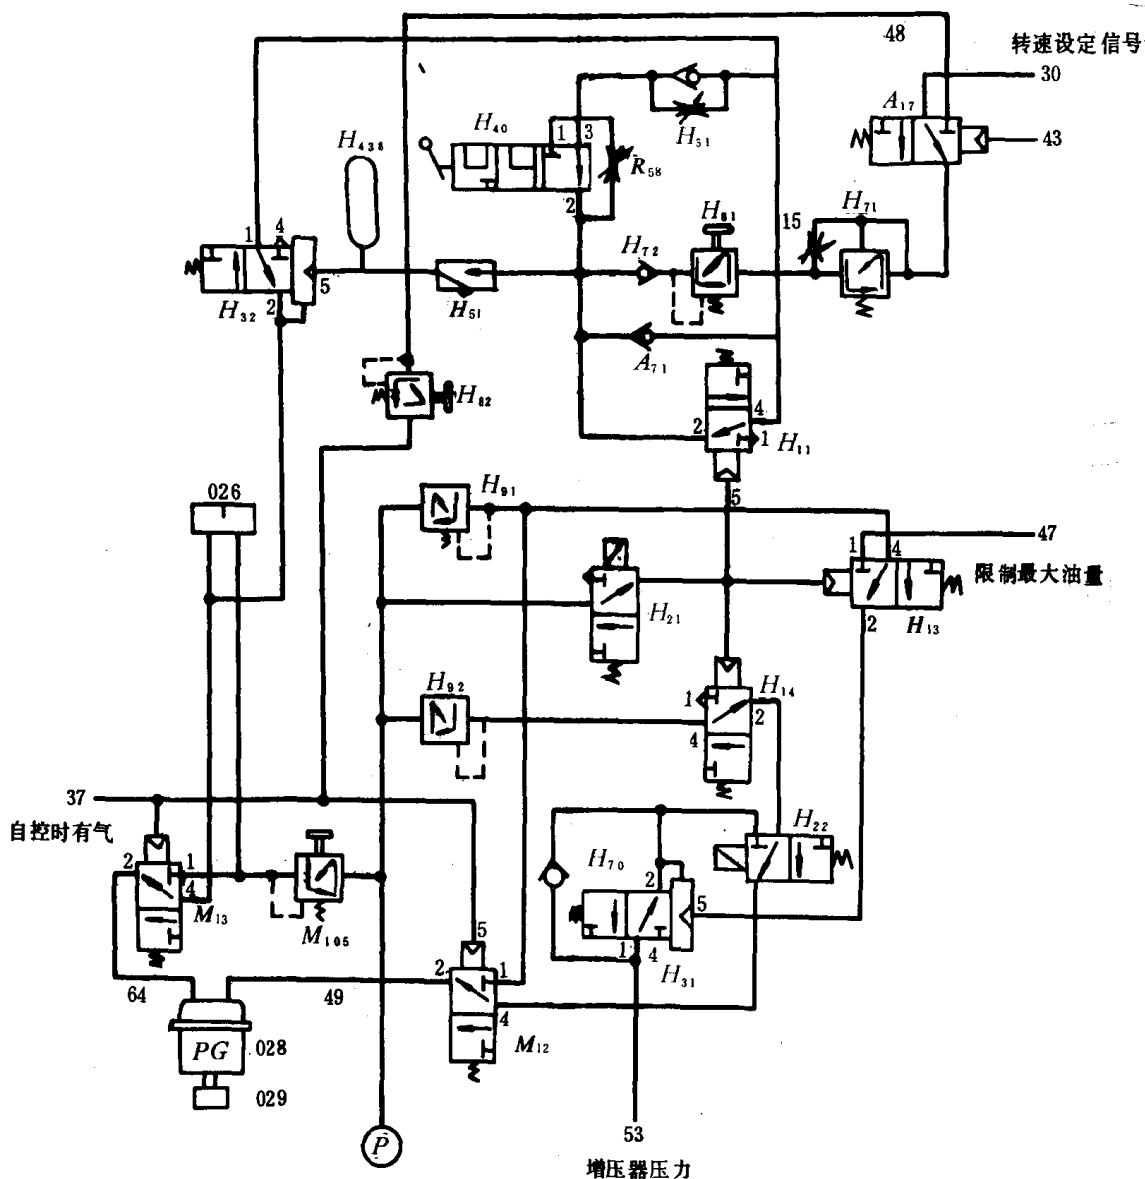 48
转速设定信号
30
A₁₇
43
H₅₁
H₄₀
1 3
R₅₈
2
H₄₃₈
H₈₁
15
H₇₁
1 4
5
H₃₂ 2
H₅₁
H₇₂
A₇₁
H₈₂
2 4
1 H₁₁
5
026
H₉₁
47
1 4
限制最大油量
H₂₁
2 H₁₃
H₉₂
1 H₁₄
2
4
37
自控时有气
2 1
4
M₁₃
M₁₀₅
H₂₂
H₇₀
2
5
1 4 H₃₁
5
2 1
4
M₁₂
64
49
PG 028
029
P
53
增压器压力